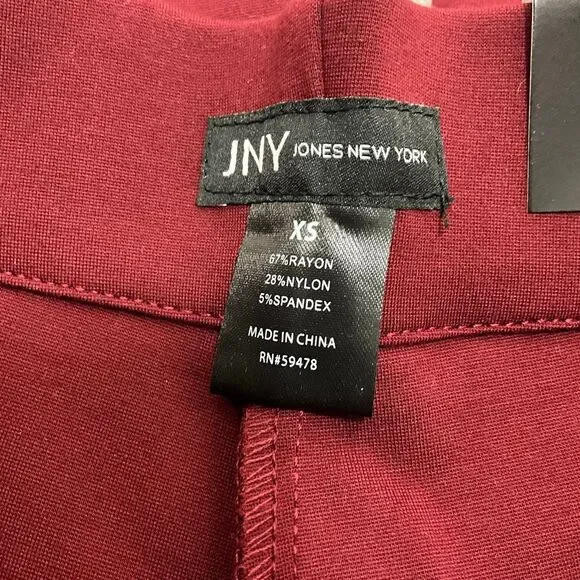 JNY JONES NEW YORK
XS
67%RAYON
28%NYLON
5%SPANDEX
MADE IN CHINA
RN#59478